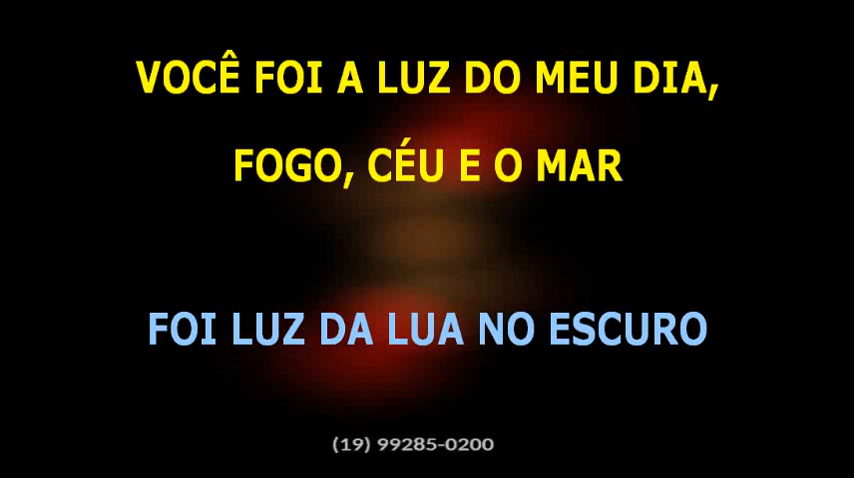 VOCÊ FOI A LUZ DO MEU DIA,
FOGO, CÉU E O MAR
FOI LUZ DA LUA NO ESCURO
(19) 99285-0200